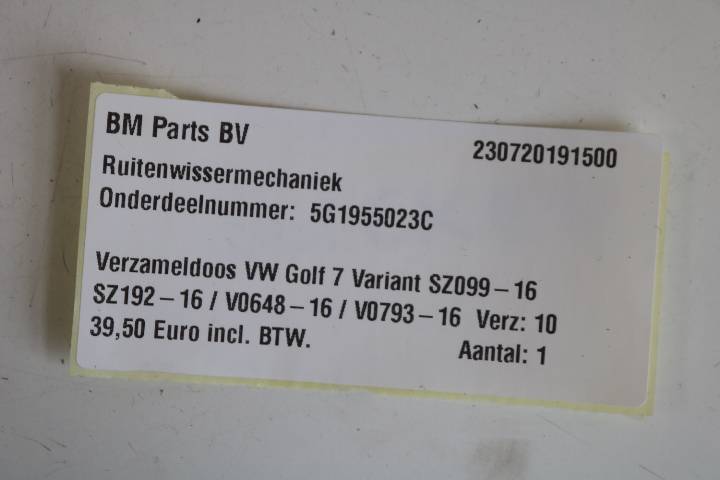 BM Parts BV 230720191500
Ruitenwissermechaniek
Onderdeelnummer: 5G1955023C
Verzameldoos VW Golf 7 Variant SZ099-16
SZ192-16 / V0648-16 / V0793-16 Verz: 10
39,50 Euro incl. BTW. Aantal: 1